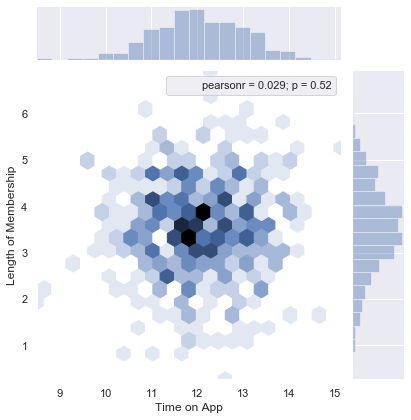 pearsonr = 0.029; p = 0.52
6
5
4
3
2
1
Length of Membership
9 10 11 12 13 14 15
Time on App